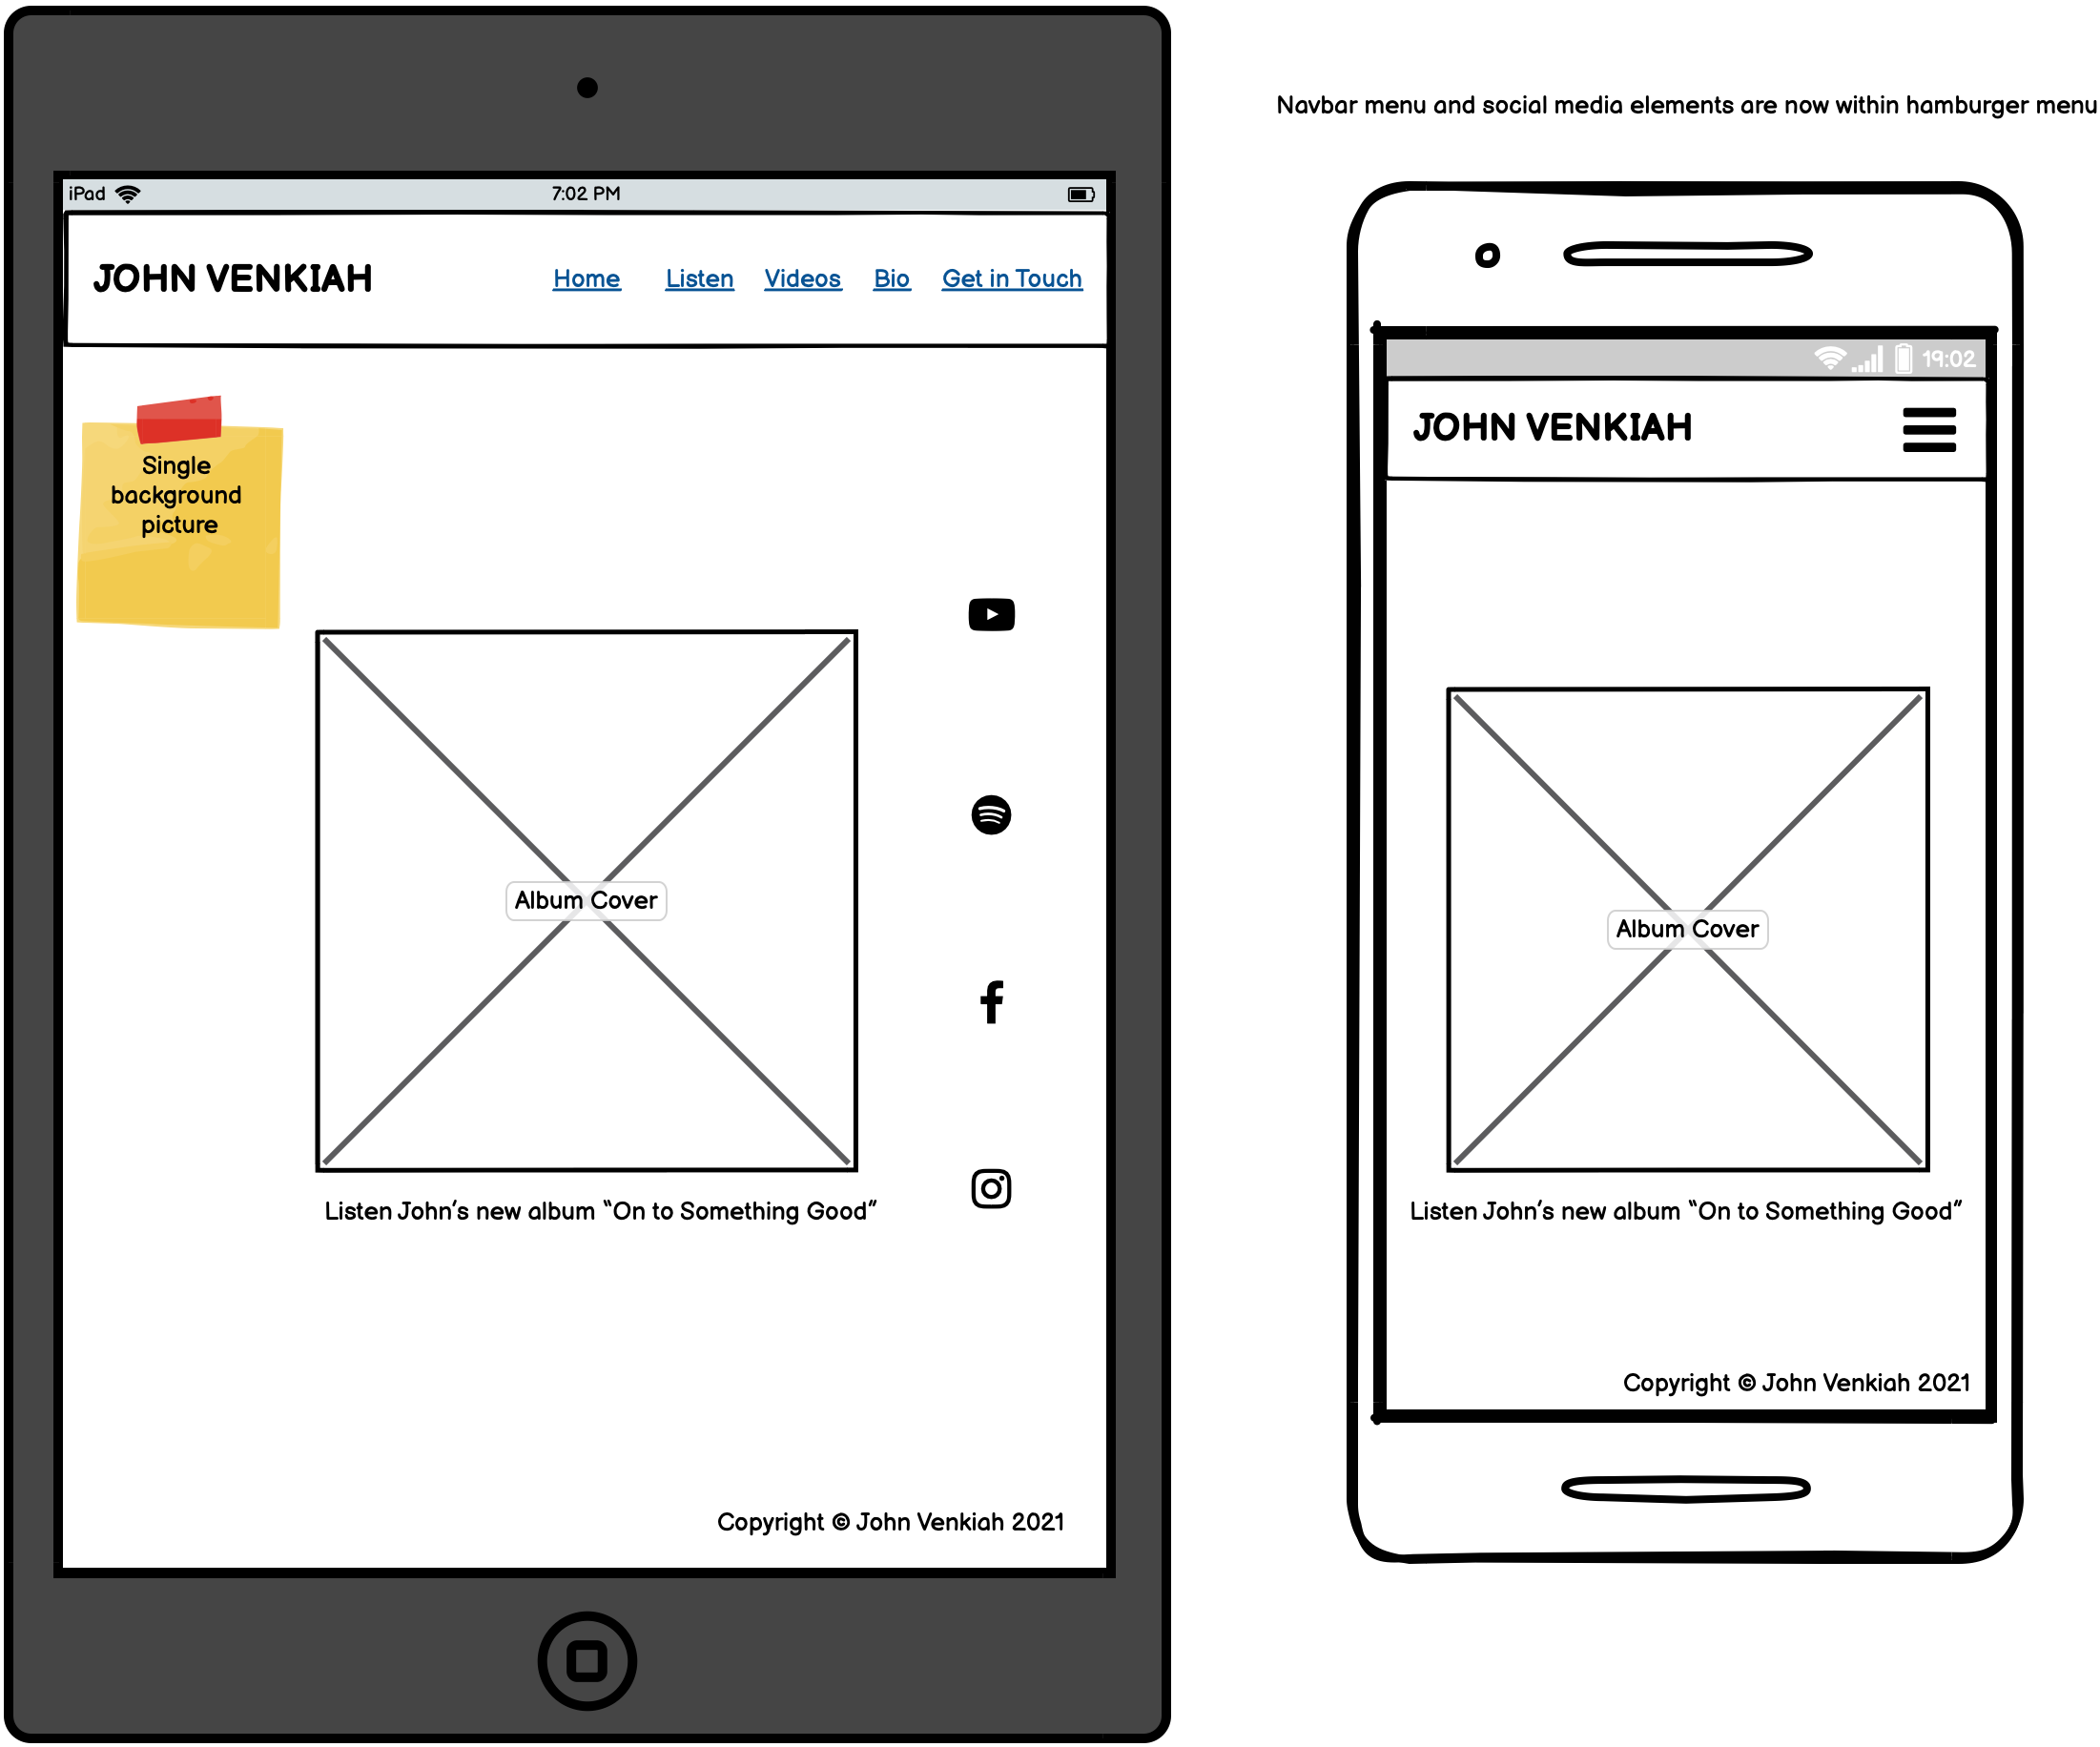 Navbar menu and social media elements are now within hamburger menu
iPad 7:02 PM
JOHN VENKIAH Home Listen Videos Bio Get in Touch
Single
background
picture
Album Cover
Listen John's new album "On to Something Good"
Copyright © John Venkiah 2021
19:02
JOHN VENKIAH
Album Cover
Listen John's new album "On to Something Good"
Copyright © John Venkiah 2021